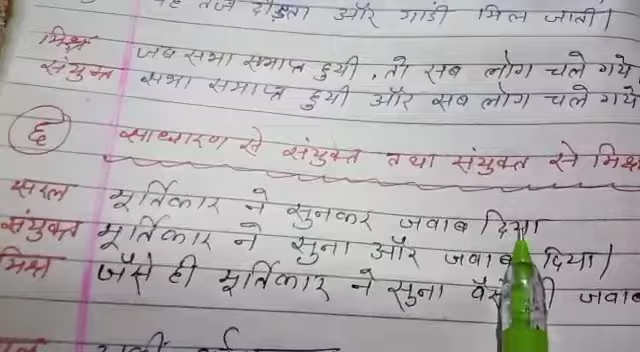 वह तेज दौड़ता और गाडी मिल जाती।
मिश्र जब सभा समाप्त हुयी, तो सब लोग चले गये
संयुक्त सभा समाप्त हुयी और सब लोग चले गये
६ साधारण से संयुक्त तथा संयुक्त से मिश्र
सरल मूर्तिकार ने सुनकर जवाब दिया
संयुक्त मूर्तिकार ने सुना और जवाब दिया।
मिश्र जैसे ही मूर्तिकार ने सुना जवाब